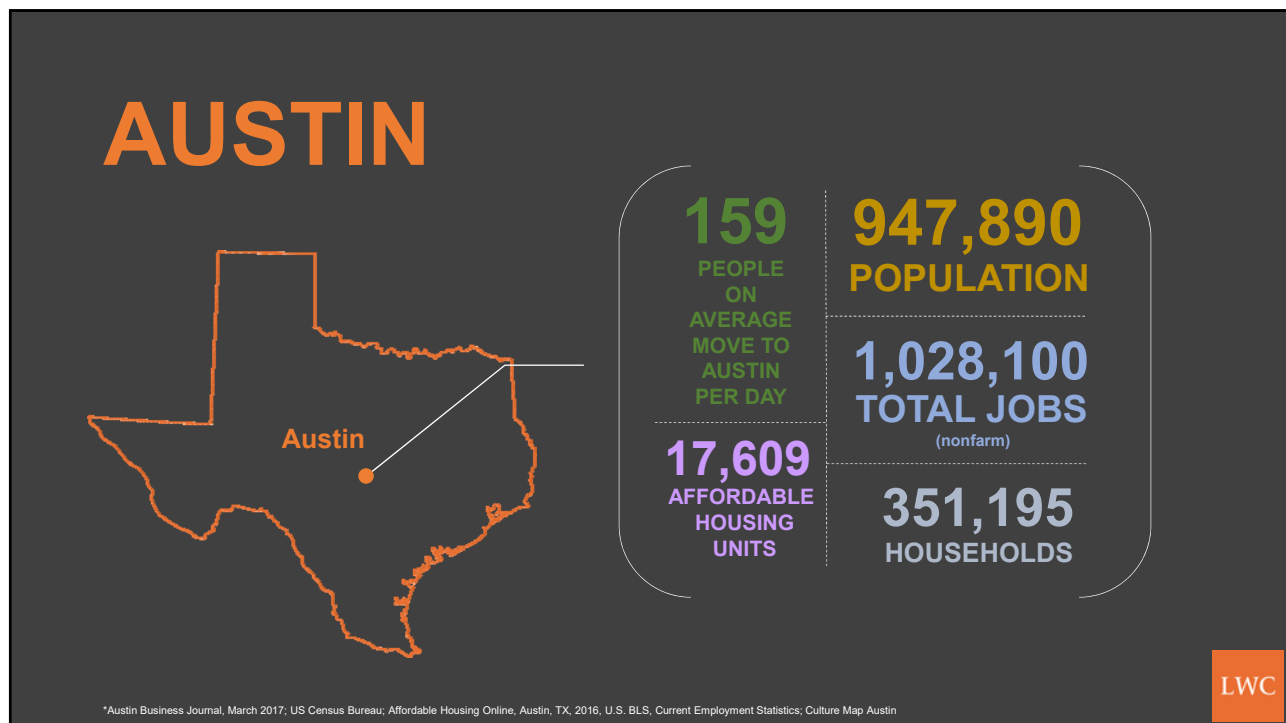 AUSTIN
Austin
159
PEOPLE
ON
AVERAGE
MOVE TO
AUSTIN
PER DAY
17,609
AFFORDABLE
HOUSING
UNITS
947,890
POPULATION
1,028,100
TOTAL JOBS
(nonfarm)
351,195
HOUSEHOLDS
*Austin Business Journal, March 2017; US Census Bureau; Affordable Housing Online, Austin, TX, 2016, U.S. BLS, Current Employment Statistics; Culture Map Austin
LWC